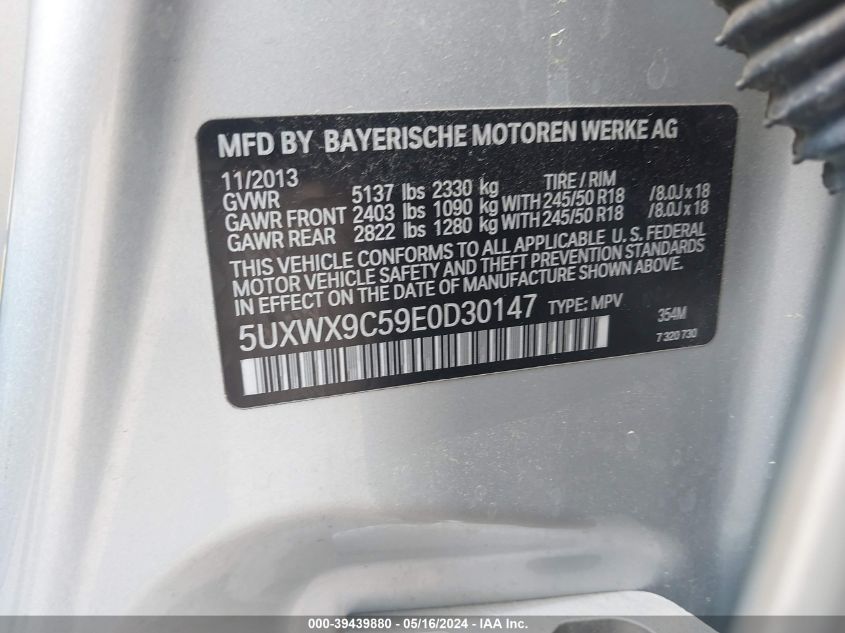 MFD BY BAYERISCHE MOTOREN WERKE AG
11/2013 TIRE / RIM
GVWR 5137 lbs 2330 kg
GAWR FRONT 2403 lbs 1090 kg WITH 245/50 R18 /8.0J x 18
GAWR REAR 2822 lbs 1280 kg WITH 245/50 R18 /8.0J x 18
THIS VEHICLE CONFORMS TO ALL APPLICABLE U. S. FEDERAL
MOTOR VEHICLE SAFETY AND THEFT PREVENTION STANDARDS
IN EFFECT ON THE DATE OF MANUFACTURE SHOWN ABOVE.
5UXWX9C59E0D30147 TYPE: MPV 354M
7 320 730
000-39439880 - 05/16/2024 - IAAI.com